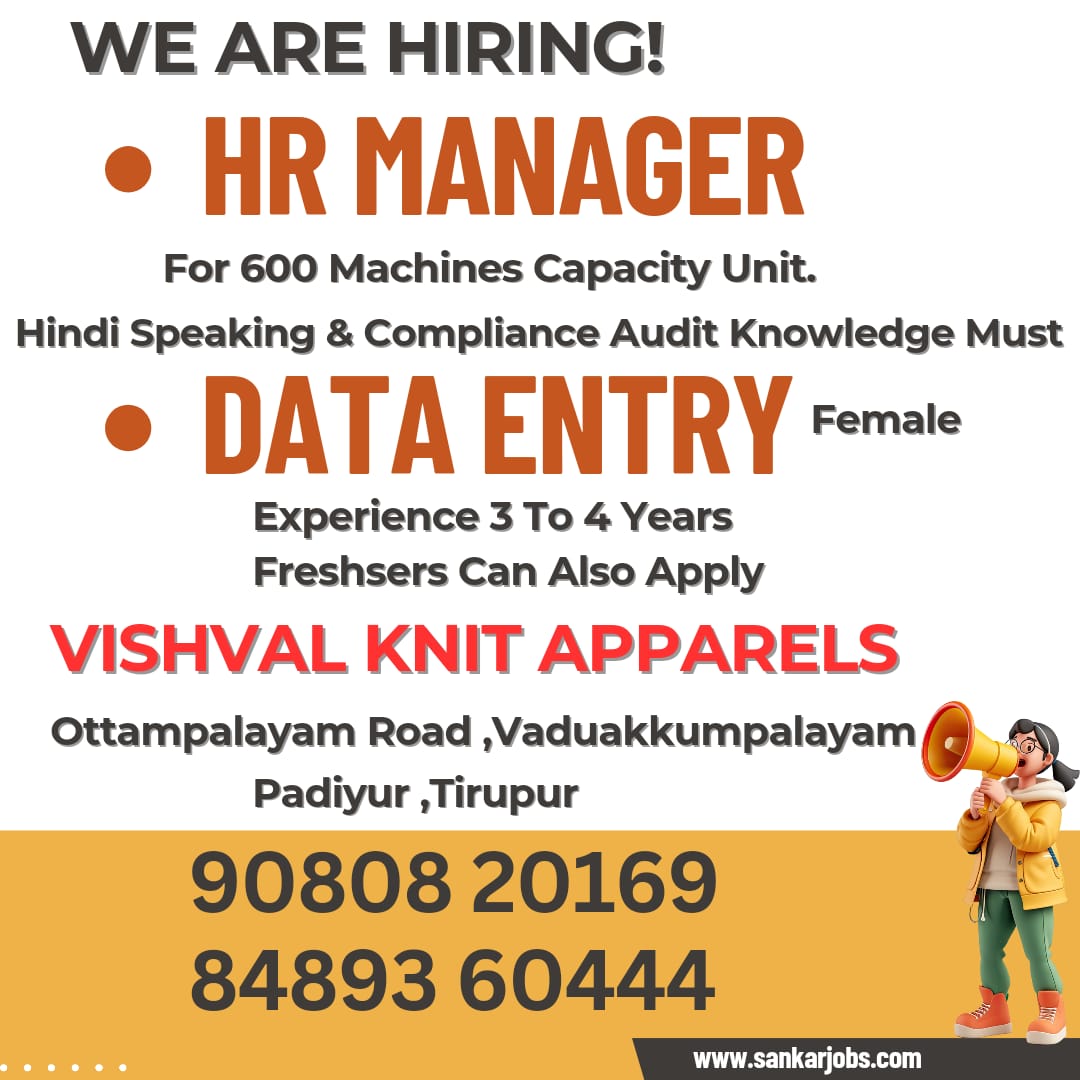 WE ARE HIRING!
• HR MANAGER
For 600 Machines Capacity Unit.
Hindi Speaking & Compliance Audit Knowledge Must
• DATA ENTRY Female
Experience 3 To 4 Years
Freshsers Can Also Apply
VISHVAL KNIT APPARELS
Ottampalayam Road ,Vaduakkumpalayam
Padiyur ,Tirupur
90808 20169
84893 60444
www.sankarjobs.com